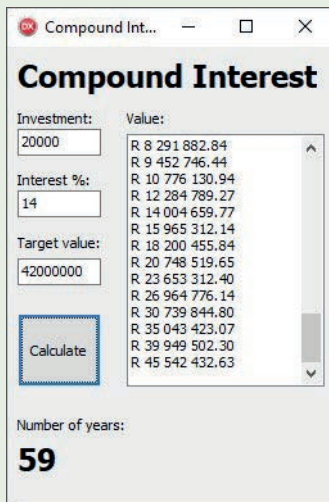 Compound Int...
Compound Interest
Investment:
20000
Interest %:
14
Target value:
42000000
Calculate
Value:
R 8 291 882.84
R 9 452 746.44
R 10 776 130.94
R 12 284 789.27
R 14 004 659.77
R 15 965 312.14
R 18 200 455.84
R 20 748 519.65
R 23 653 312.40
R 26 964 776.14
R 30 739 844.80
R 35 043 423.07
R 39 949 502.30
R 45 542 432.63
Number of years:
59